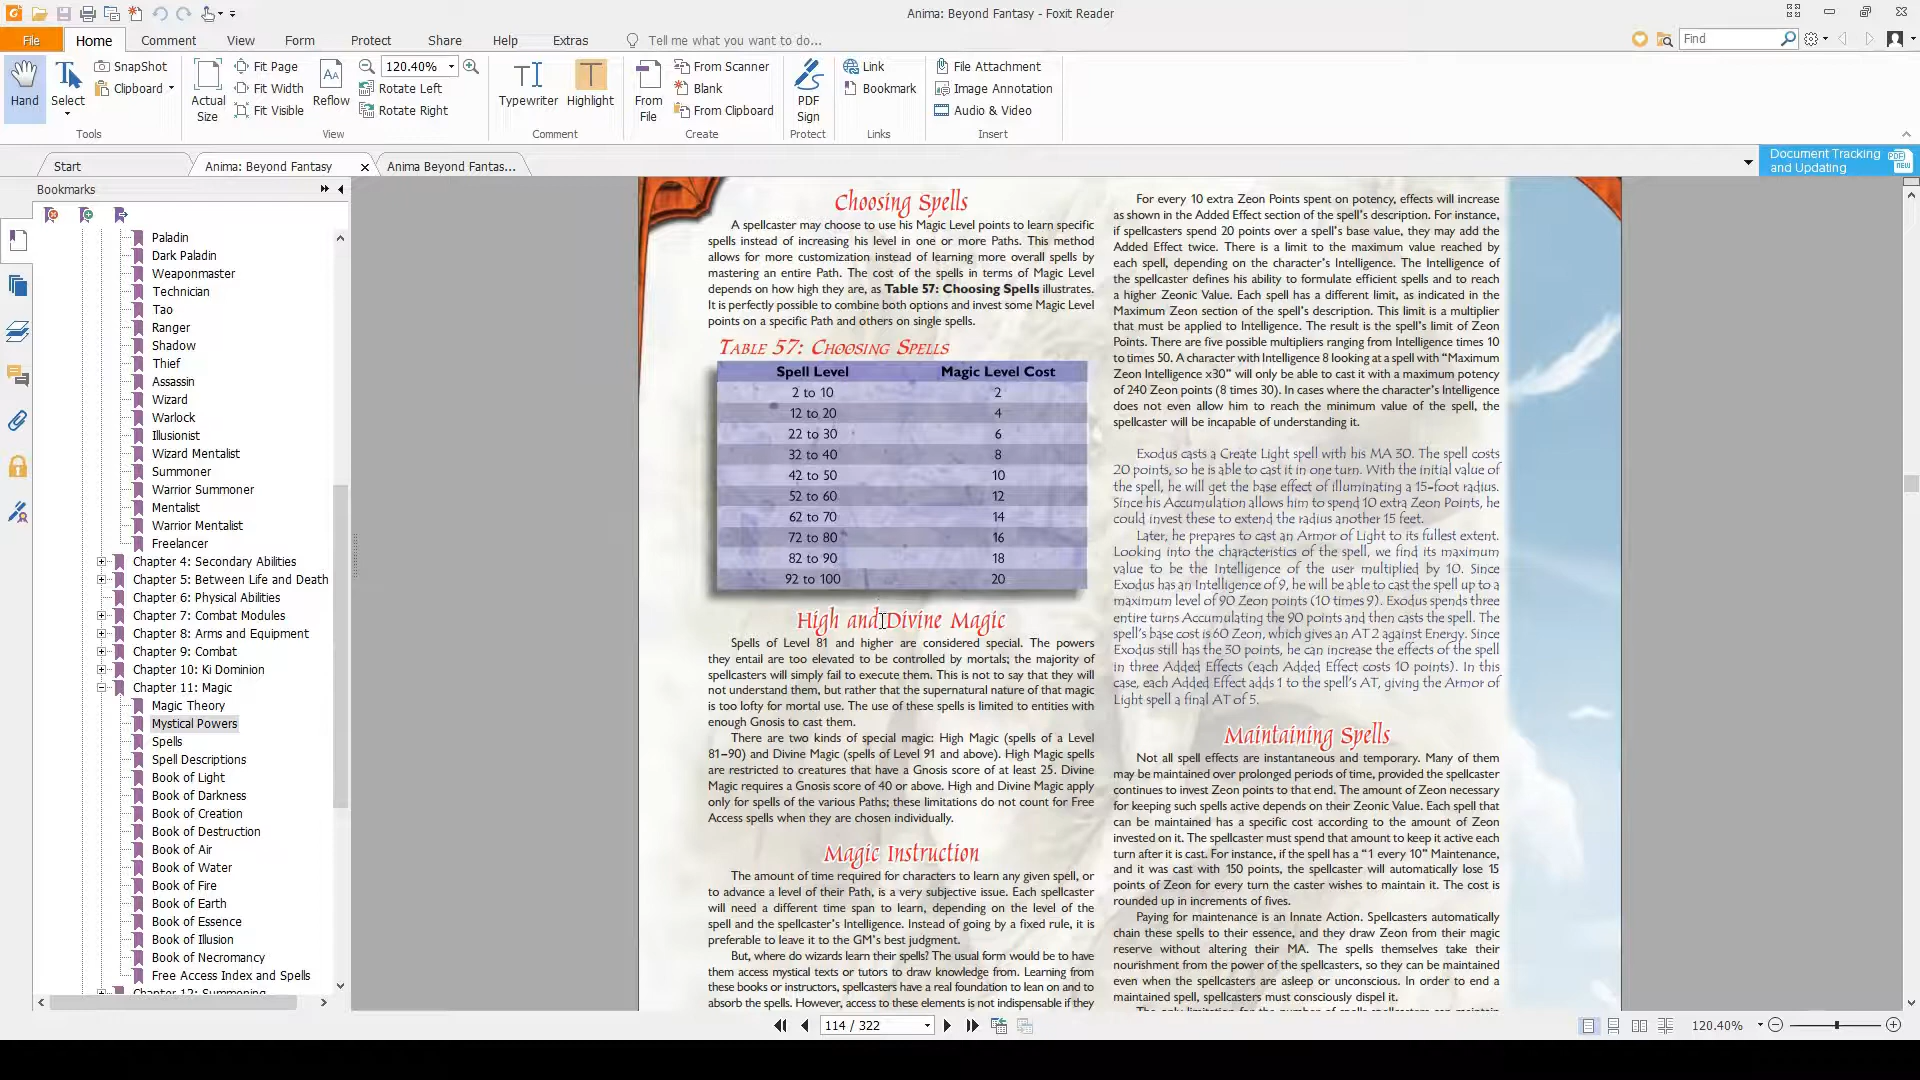 Anima: Beyond Fantasy - Foxit Reader
File
Home
Comment
View
Form
Protect
Share
Help
Extras
Tell me what you want to do...
Find
Hand
Select
SnapShot
Clipboard
Tools
Actual Size
Fit Page
Fit Width
Fit Visible
Reflow
120.40%
Rotate Left
Rotate Right
View
Typewriter
Highlight
Comment
From File
From Scanner
Blank
From Clipboard
Create
PDF Sign
Protect
Link
Bookmark
Links
File Attachment
Image Annotation
Audio & Video
Insert
Start
Anima: Beyond Fantasy
Anima Beyond Fantas...
Document Tracking
and Updating
Bookmarks
Paladin
Dark Paladin
Weaponmaster
Technician
Tao
Ranger
Shadow
Thief
Assassin
Wizard
Warlock
Illusionist
Wizard Mentalist
Summoner
Warrior Summoner
Mentalist
Warrior Mentalist
Freelancer
Chapter 4: Secondary Abilities
Chapter 5: Between Life and Death
Chapter 6: Physical Abilities
Chapter 7: Combat Modules
Chapter 8: Arms and Equipment
Chapter 9: Combat
Chapter 10: Ki Dominion
Chapter 11: Magic
Magic Theory
Mystical Powers
Spells
Spell Descriptions
Book of Light
Book of Darkness
Book of Creation
Book of Destruction
Book of Air
Book of Water
Book of Fire
Book of Earth
Book of Essence
Book of Illusion
Book of Necromancy
Free Access Index and Spells
Chapter 12: Summoning
Choosing Spells
A spellcaster may choose to use his Magic Level points to learn specific
spells instead of increasing his level in one or more Paths. This method
allows for more customization instead of learning more overall spells by
mastering an entire Path. The cost of the spells in terms of Magic Level
depends on how high they are, as Table 57: Choosing Spells illustrates.
It is perfectly possible to combine both options and invest some Magic Level
points on a specific Path and others on single spells.
Table 57: Choosing Spells
Spell Level Magic Level Cost
2 to 10 2
12 to 20 4
22 to 30 6
32 to 40 8
42 to 50 10
52 to 60 12
62 to 70 14
72 to 80 16
82 to 90 18
92 to 100 20
High and Divine Magic
Spells of Level 81 and higher are considered special. The powers
they entail are too elevated to be controlled by mortals; the majority of
spellcasters will simply fail to execute them. This is not to say that they will
not understand them, but rather that the supernatural nature of that magic
is too lofty for mortal use. The use of these spells is limited to entities with
enough Gnosis to cast them.
There are two kinds of special magic: High Magic (spells of a Level
81–90) and Divine Magic (spells of Level 91 and above). High Magic spells
are restricted to creatures that have a Gnosis score of at least 25. Divine
Magic requires a Gnosis score of 40 or above. High and Divine Magic apply
only for spells of the various Paths; these limitations do not count for Free
Access spells when they are chosen individually.
Magic Instruction
The amount of time required for characters to learn any given spell, or
to advance a level of their Path, is a very subjective issue. Each spellcaster
will need a different time span to learn, depending on the level of the
spell and the spellcaster's Intelligence. Instead of going by a fixed rule, it is
preferable to leave it to the GM's best judgment.
But, where do wizards learn their spells? The usual form would be to have
them access mystical texts or tutors to draw knowledge from. Learning from
these books or instructors, spellcasters have a real foundation to lean on and to
absorb the spells. However, access to these elements is not indispensable if they
For every 10 extra Zeon Points spent on potency, effects will increase
as shown in the Added Effect section of the spell's description. For instance,
if spellcasters spend 20 points over a spell's base value, they may add the
Added Effect twice. There is a limit to the maximum value reached by
each spell, depending on the character's Intelligence. The Intelligence of
the spellcaster defines his ability to formulate efficient spells and to reach
a higher Zeonic Value. Each spell has a different limit, as indicated in the
Maximum Zeon section of the spell's description. This limit is a multiplier
that must be applied to Intelligence. The result is the spell's limit of Zeon
Points. There are five possible multipliers ranging from Intelligence times 10
to times 50. A character with Intelligence 8 looking at a spell with "Maximum
Zeon Intelligence x30" will only be able to cast it with a maximum potency
of 240 Zeon points (8 times 30). In cases where the character's Intelligence
does not even allow him to reach the minimum value of the spell, the
spellcaster will be incapable of understanding it.
Exodus casts a Create Light spell with his MA 30. The spell costs
20 points, so he is able to cast it in one turn. With the initial value of
the spell, he will get the base effect of illuminating a 15-foot radius.
Since his Accumulation allows him to spend 10 extra Zeon Points, he
could invest these to extend the radius another 15 feet.
Later, he prepares to cast an Armor of Light to its fullest extent.
Looking into the characteristics of the spell, we find its maximum
value to be the Intelligence of the user multiplied by 10. Since
Exodus has an Intelligence of 9, he will be able to cast the spell up to a
maximum level of 90 Zeon points (10 times 9). Exodus spends three
entire turns Accumulating the 90 points and then casts the spell. The
spell's base cost is 60 Zeon, which gives an AT 2 against Energy. Since
Exodus still has the 30 points, he can increase the effects of the spell
in three Added Effects (each Added Effect costs 10 points). In this
case, each Added Effect adds 1 to the spell's AT, giving the Armor of
Light spell a final AT of 5.
Maintaining Spells
Not all spell effects are instantaneous and temporary. Many of them
may be maintained over prolonged periods of time, provided the spellcaster
continues to invest Zeon points to that end. The amount of Zeon necessary
for keeping such spells active depends on their Zeonic Value. Each spell that
can be maintained has a specific cost according to the amount of Zeon
invested on it. The spellcaster must spend that amount to keep it active each
turn after it is cast. For instance, if the spell has a "1 every 10" Maintenance,
and it was cast with 150 points, the spellcaster will automatically lose 15
points of Zeon for every turn the caster wishes to maintain it. The cost is
rounded up in increments of fives.
Paying for maintenance is an Innate Action. Spellcasters automatically
chain these spells to their essence, and they draw Zeon from their magic
reserve without altering their MA. The spells themselves take their
nourishment from the power of the spellcasters, so they can be maintained
even when the spellcasters are asleep or unconscious. In order to end a
maintained spell, spellcasters must consciously dispel it.
The only limitation for the number of spells spellcasters can maintain
114 / 322
120.40%